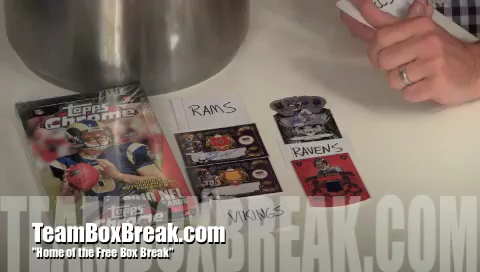 Topps
Chrome
RAMS
RAVENS
VIKINGS
TEAMBOXBREAK.COM
TeamBoxBreak.com
"Home of the Free Box Break"